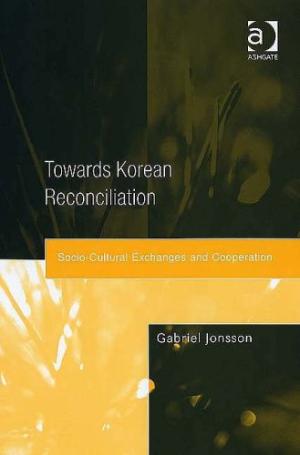 a
ASHGATE
Towards Korean
Reconciliation
Socio-Cultural Exchanges and Cooperation
Gabriel Jonsson